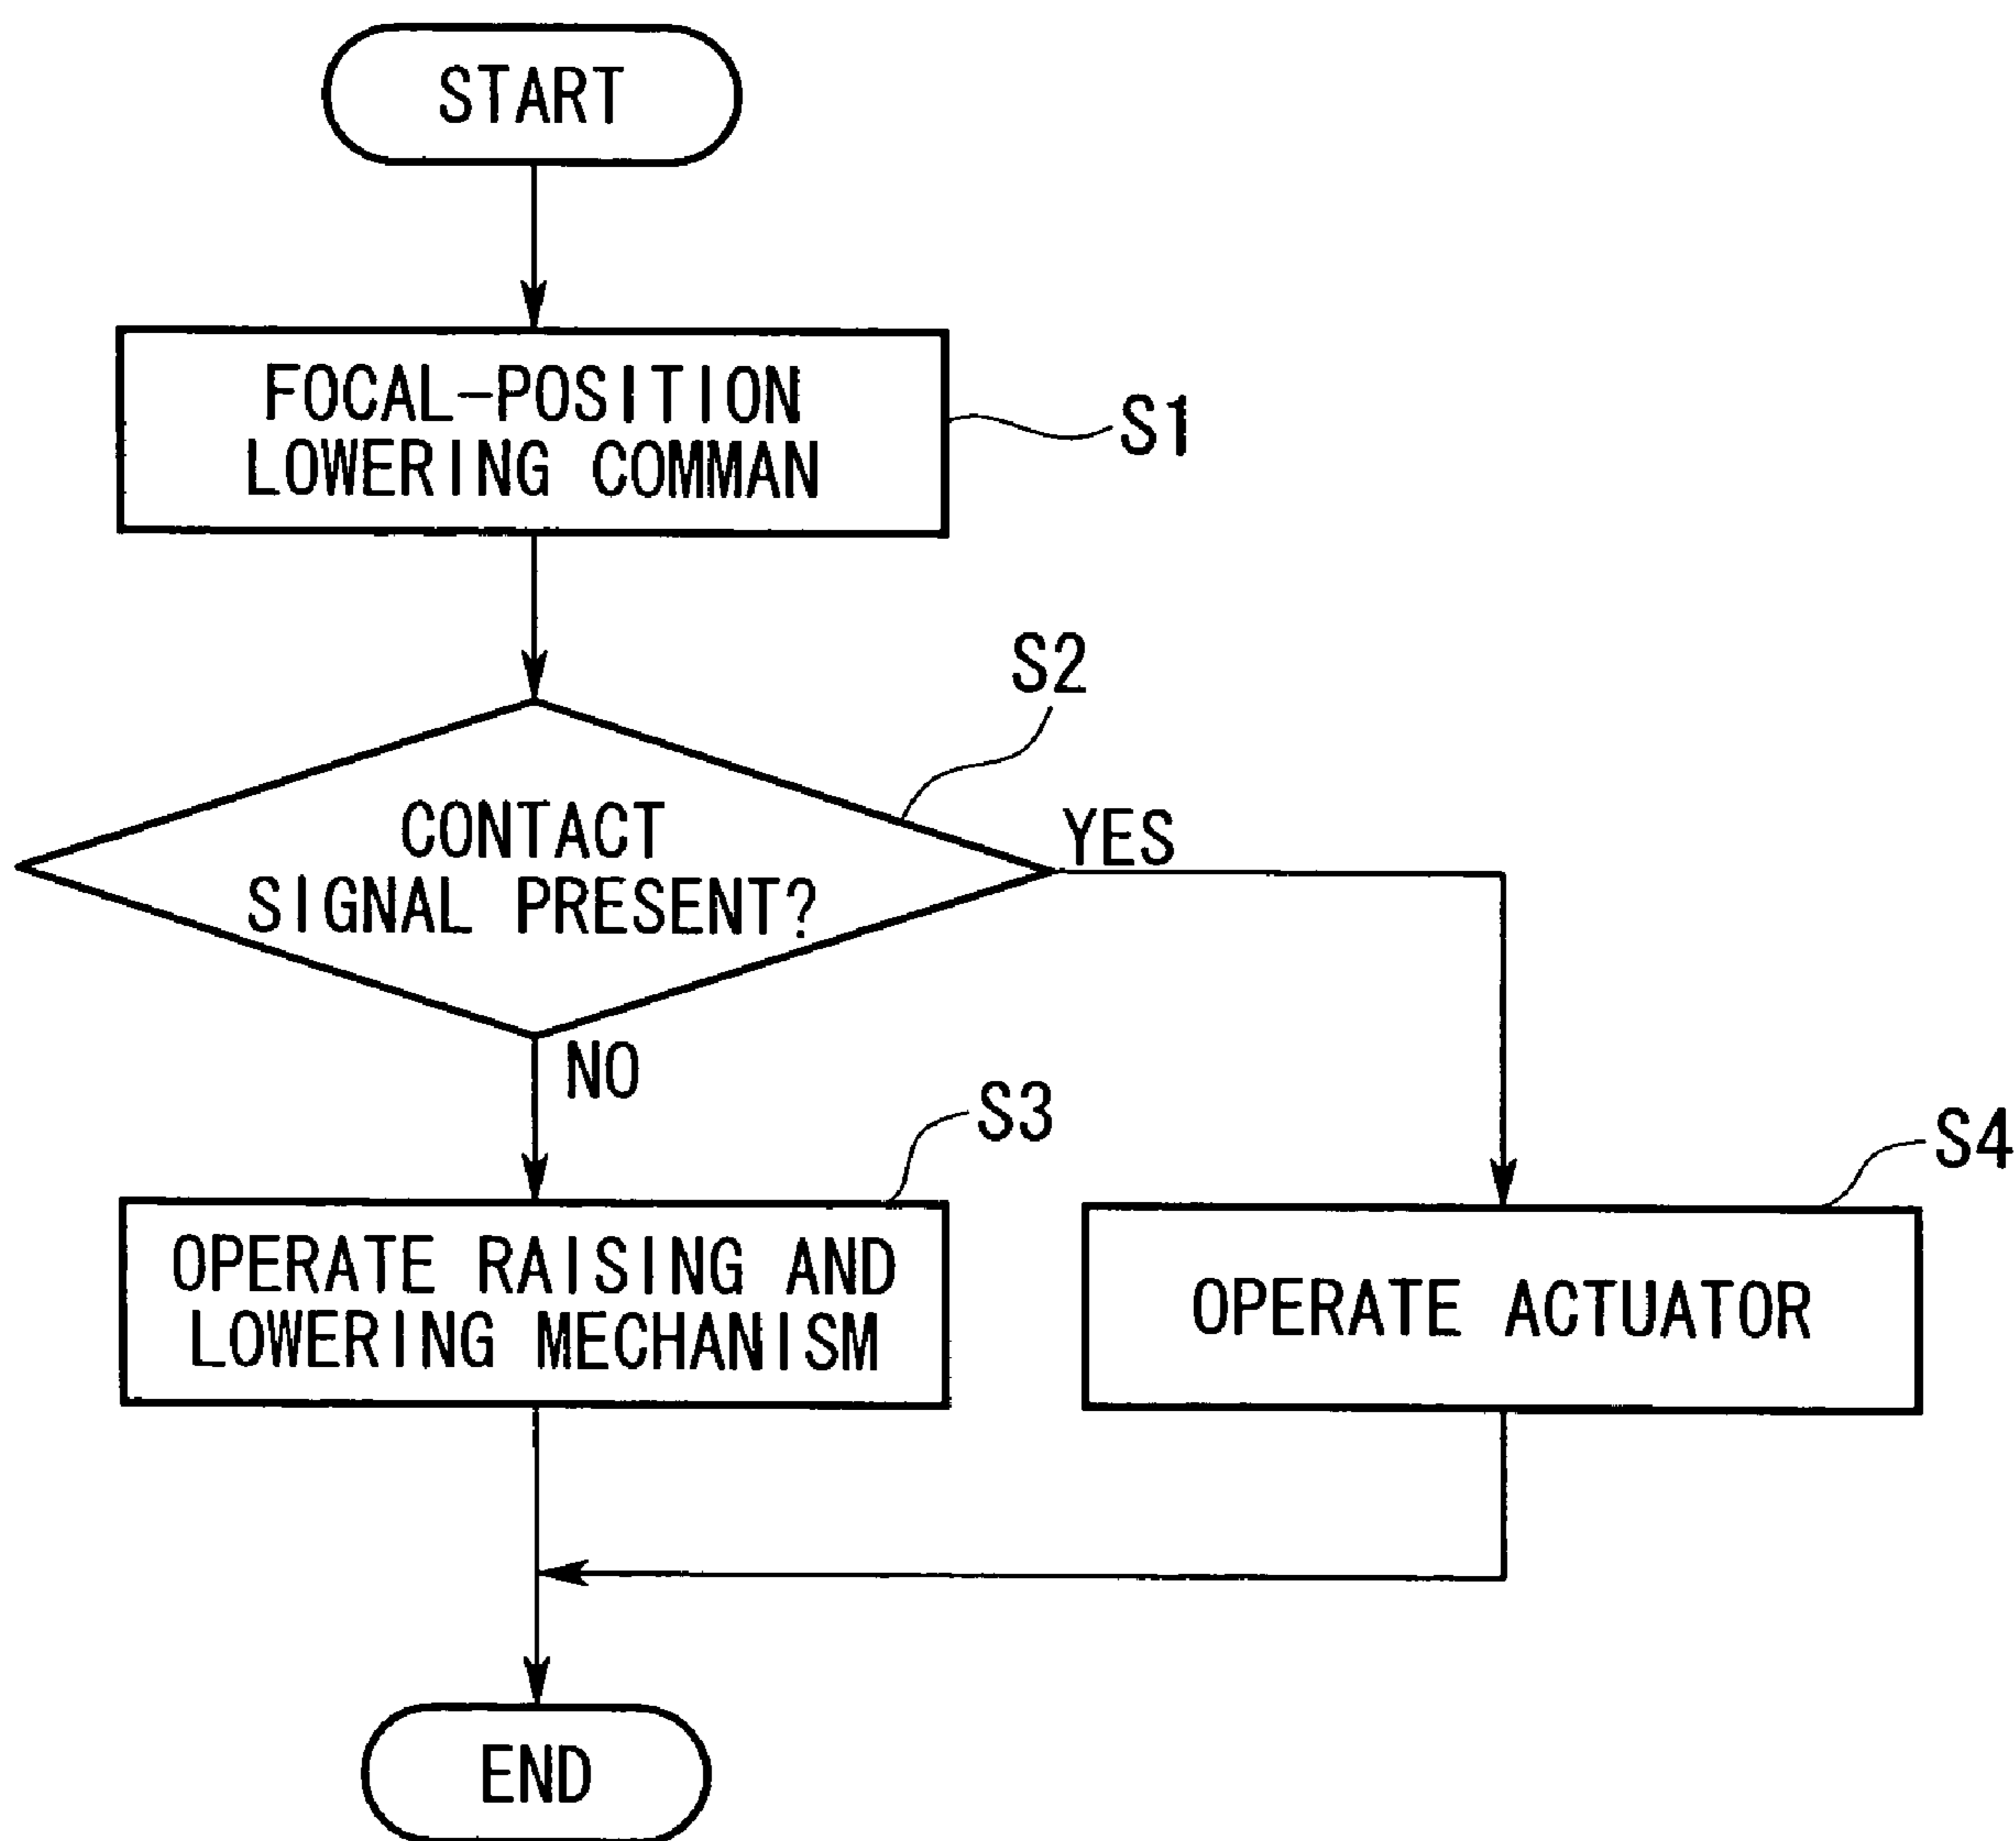 START
FOCAL-POSITION
LOWERING COMMAN
S1
S2
CONTACT
SIGNAL PRESENT?
YES
NO
S3
OPERATE RAISING AND
LOWERING MECHANISM
S4
OPERATE ACTUATOR
END